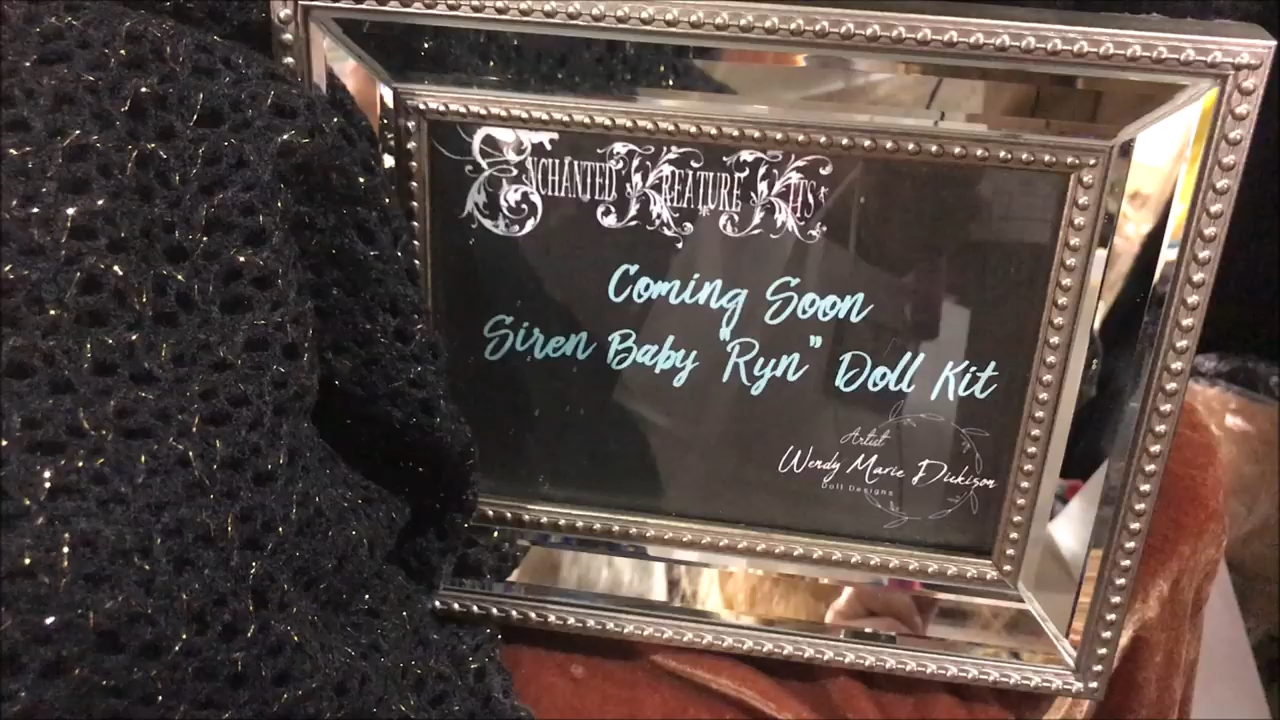 Enchanted Kreature Kits
Coming Soon
Siren Baby "Ryn" Doll Kit
Artist
Wendy Marie Dickison
Doll Designs